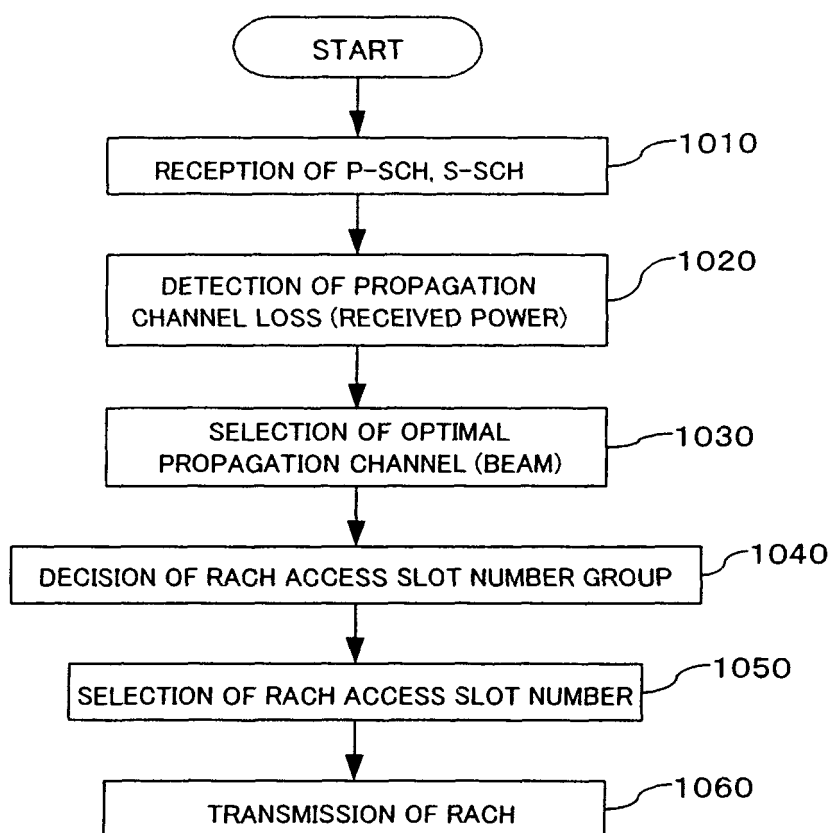 START
RECEPTION OF P-SCH, S-SCH
1010
DETECTION OF PROPAGATION
CHANNEL LOSS (RECEIVED POWER)
1020
SELECTION OF OPTIMAL
PROPAGATION CHANNEL (BEAM)
1030
DECISION OF RACH ACCESS SLOT NUMBER GROUP
1040
SELECTION OF RACH ACCESS SLOT NUMBER
1050
TRANSMISSION OF RACH
1060